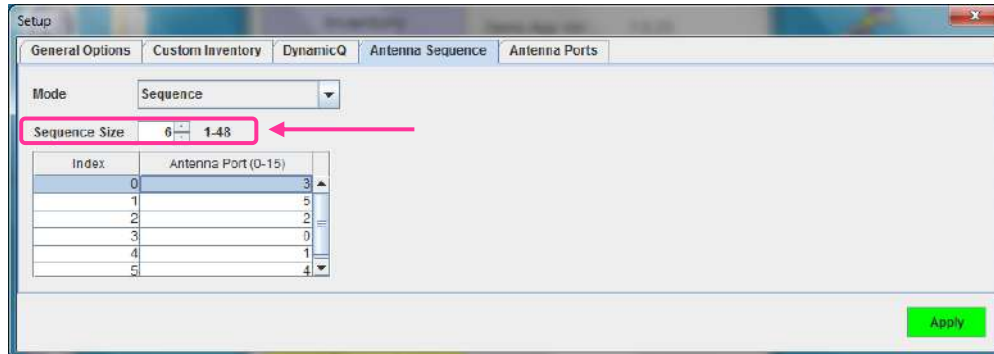 Setup
General Options Custom Inventory DynamicQ Antenna Sequence Antenna Ports
Mode Sequence
Sequence Size 6 1-48
Index Antenna Port (0-15)
0 3
1 5
2 2
3 0
4 1
5 4
Apply